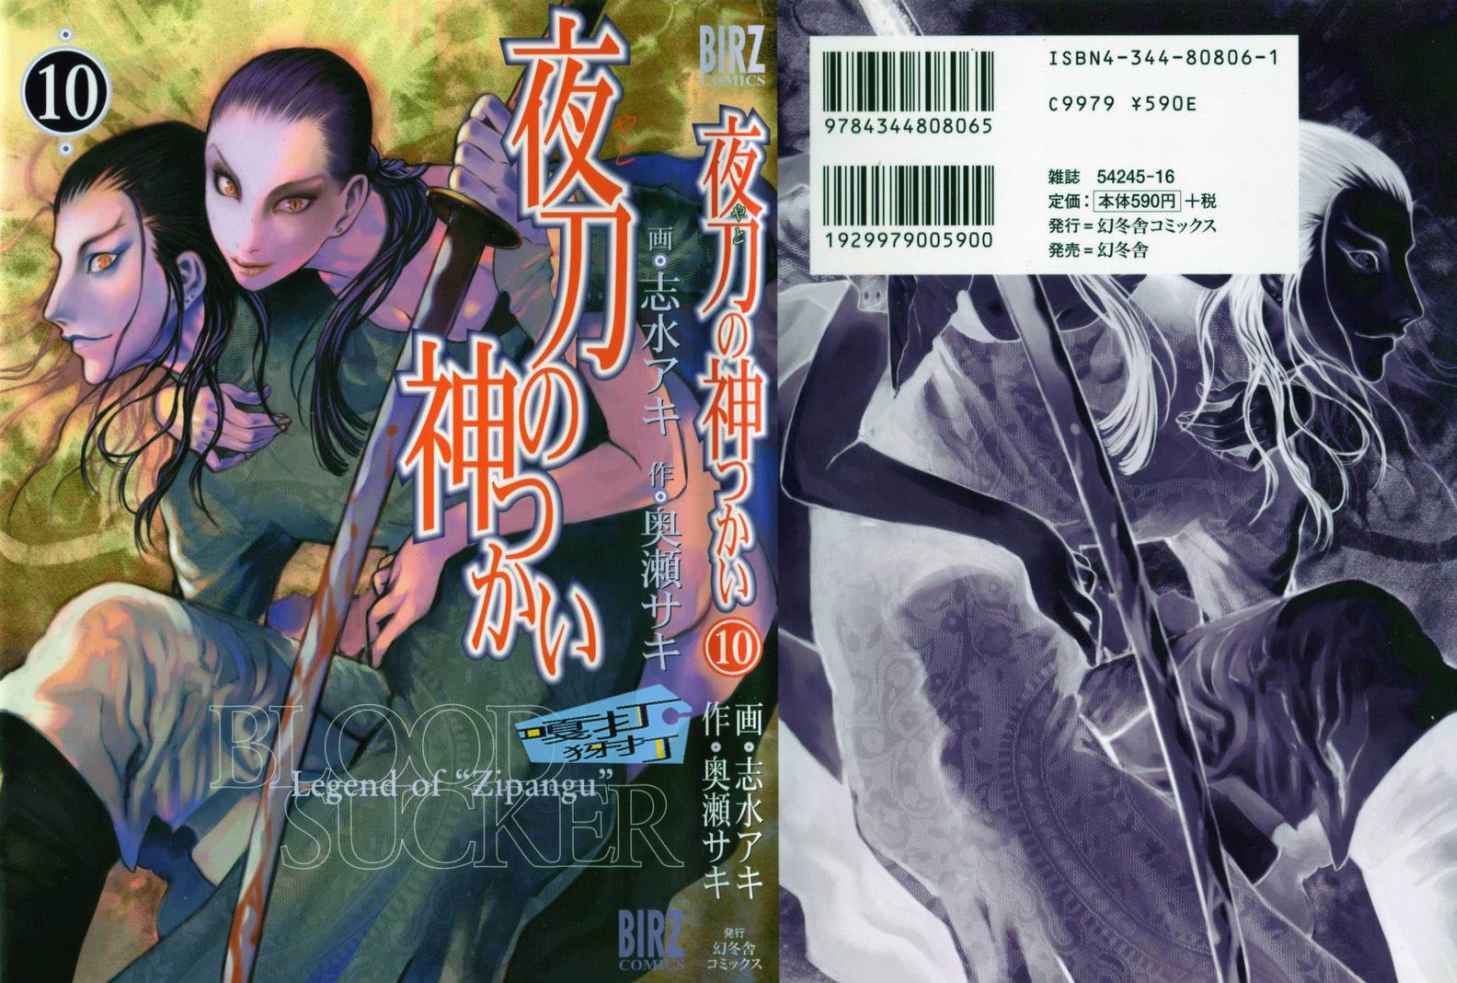 10
夜刀の
やと
神つかい
画・志水アキ
作・奥瀬サキ
BLOOD
SUCKER
Legend of “Zipangu”
嘎打
犽打
BIRZ
COMICS
BIRZ
COMICS
夜刀の神つかい
やと
10
画・志水アキ
作・奥瀬サキ
発行
幻冬舎
コミックス
9784344808065
1929979005900
ISBN4-344-80806-1
C9979 ¥590E
雑誌 54245-16
定価：本体590円＋税
発行＝幻冬舎コミックス
発売＝幻冬舎